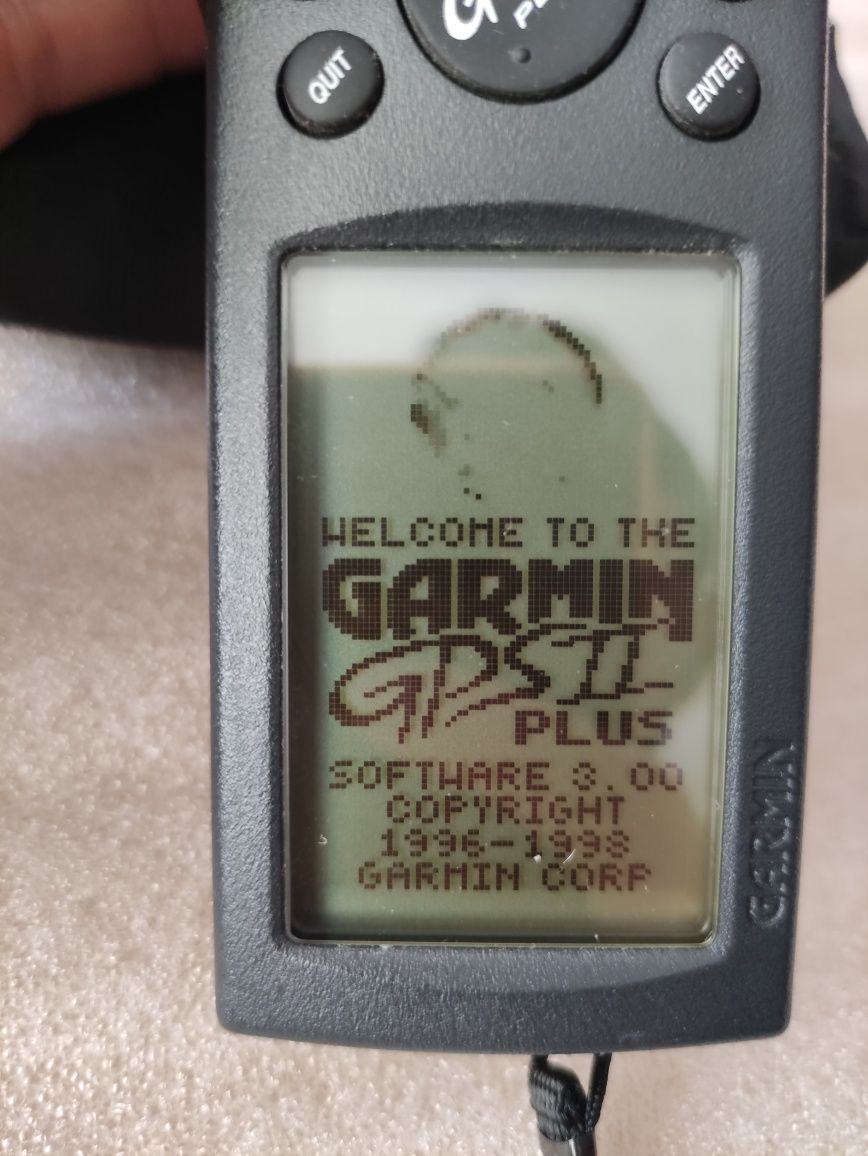 QUIT
ENTER
WELCOME TO THE
GARMIN
GPS II
PLUS
SOFTWARE 3.00
COPYRIGHT
1996-1998
GARMIN CORP
GARMIN